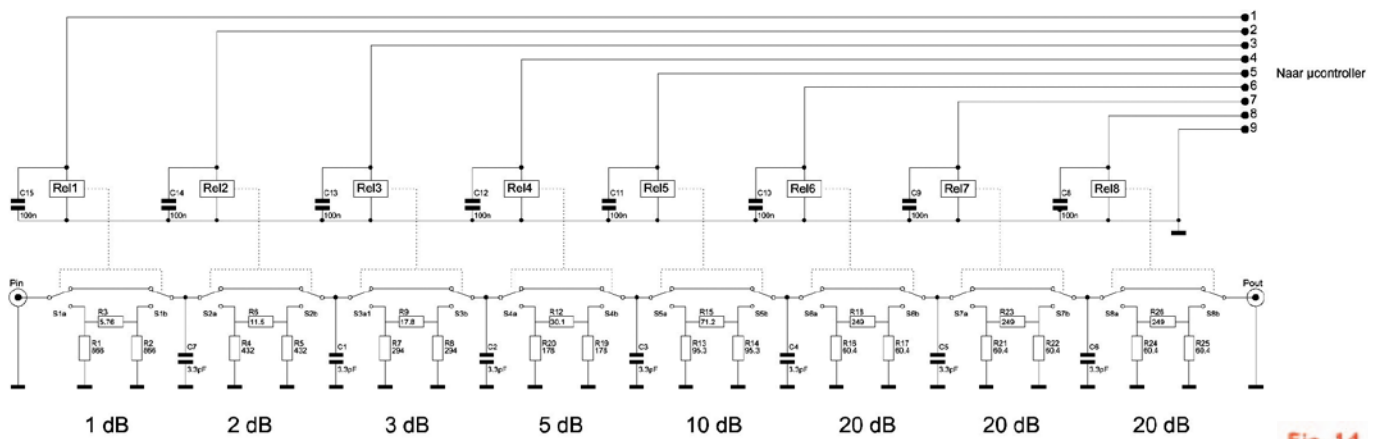 1
2
3
4
5
6
7
8
9
Naar µcontroller
C15 100n Rel1
C14 100n Rel2
C13 100n Rel3
C12 100n Rel4
C11 100n Rel5
C10 100n Rel6
C9 100n Rel7
C8 100n Rel8
Pin
Pout
S1a R3 5.76 S1b
S2a R6 11.5 S2b
S3a1 R9 17.8 S3b
S4a R12 30.1 S4b
S5a R15 71.2 S5b
S6a R18 249 S6b
S7a R23 249 S7b
S8a R26 249 S8b
R1 866 R2 866 C7 3.3pF
R4 432 R5 432 C1 3.3pF
R7 294 R8 294 C2 3.3pF
R20 178 R19 178 C3 3.3pF
R13 95.3 R14 95.3 C4 3.3pF
R16 60.4 R17 60.4 C5 3.3pF
R21 60.4 R22 60.4 C6 3.3pF
R24 60.4 R25 60.4
1 dB 2 dB 3 dB 5 dB 10 dB 20 dB 20 dB 20 dB